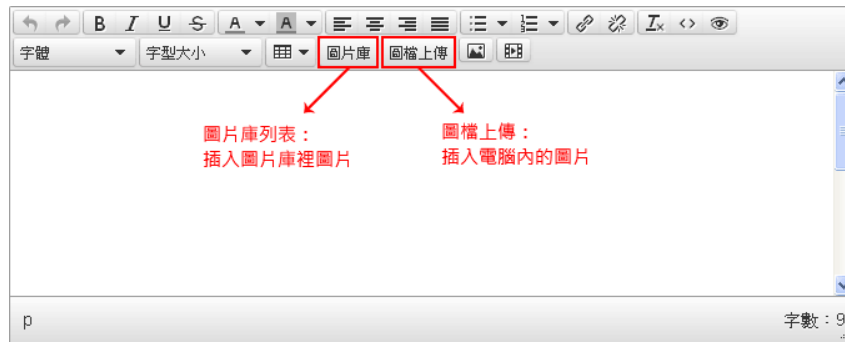 B I U S A A Tx <>
字體 字型大小 圖片庫 圖檔上傳
圖片庫列表：
插入圖片庫裡圖片
圖檔上傳：
插入電腦內的圖片
p 字數：9